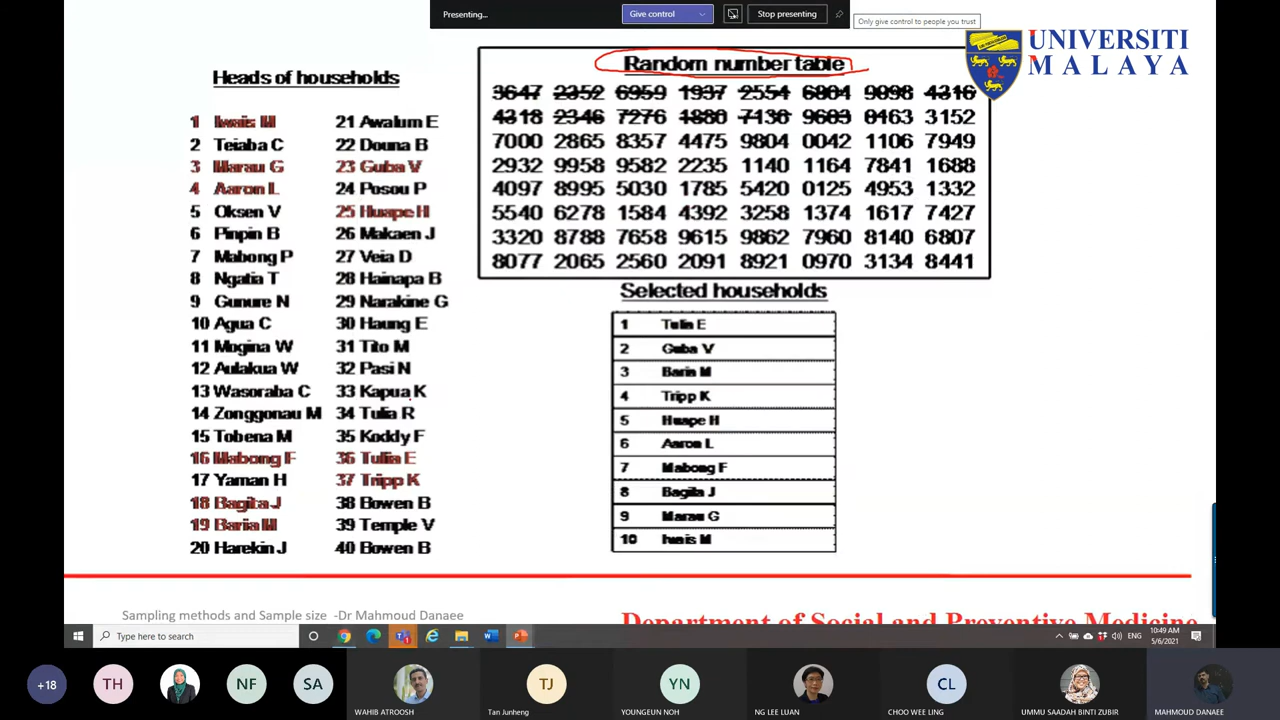 Presenting...
Give control
Stop presenting
Only give control to people you trust
UNIVERSITI
MALAYA
Heads of households
1 Iwais M
2 Teiaba C
3 Marau G
4 Aaron L
5 Oksen V
6 Pinpin B
7 Mabong P
8 Ngatia T
9 Gunure N
10 Agua C
11 Mogina W
12 Aulakua W
13 Wasoraba C
14 Zonggonau M
15 Tobena M
16 Mabong F
17 Yaman H
18 Bagita J
19 Baria M
20 Harekin J
21 Awalum E
22 Douna B
23 Guba V
24 Posou P
25 Huape H
26 Makaen J
27 Veia D
28 Hainapa B
29 Narakine G
30 Haung E
31 Tito M
32 Pasi N
33 Kapua K
34 Tulia R
35 Koddy F
36 Tulia E
37 Tripp K
38 Bowen B
39 Temple V
40 Bowen B
Random number table
3647 2352 6959 1937 2554 6804 9098 4316
4318 2346 7276 1880 7136 9603 0163 3152
7000 2865 8357 4475 9804 0042 1106 7949
2932 9958 9582 2235 1140 1164 7841 1688
4097 8995 5030 1785 5420 0125 4953 1332
5540 6278 1584 4392 3258 1374 1617 7427
3320 8788 7658 9615 9862 7960 8140 6807
8077 2065 2560 2091 8921 0970 3134 8441
Selected households
1 Tulia E
2 Guba V
3 Baria M
4 Tripp K
5 Huape H
6 Aaron L
7 Mabong F
8 Bagita J
9 Marau G
10 Iwais M
Sampling methods and Sample size -Dr Mahmoud Danaee
Department of Social and Preventive Medicine
Type here to search
ENG
10:49 AM
5/6/2021
+18
TH
NF
SA
WAHIB ATROOSH
TJ
Tan Junheng
YN
YOUNGEUN NOH
NG LEE LUAN
CL
CHOO WEE LING
UMMU SAADAH BINTI ZUBIR
MAHMOUD DANAEE